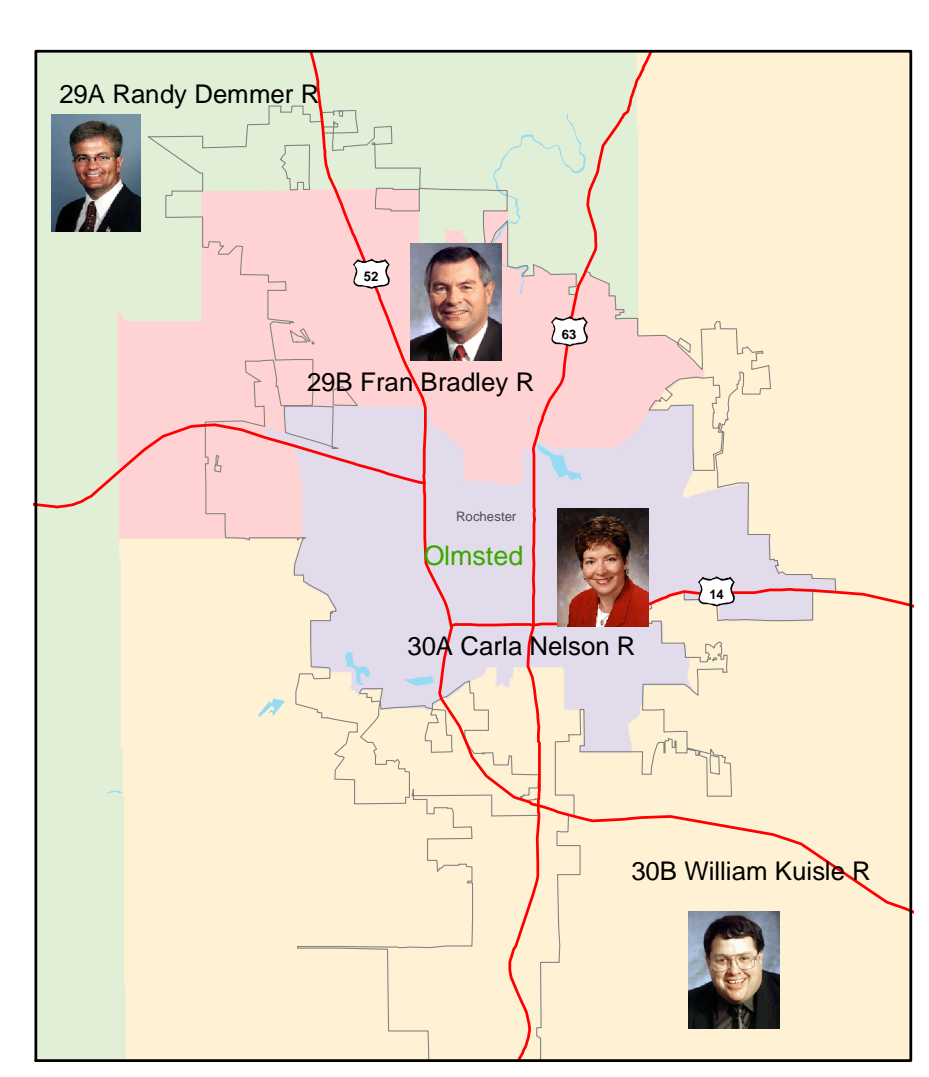 29A Randy Demmer R
52
63
29B Fran Bradley R
Rochester
Olmsted
14
30A Carla Nelson R
30B William Kuisle R